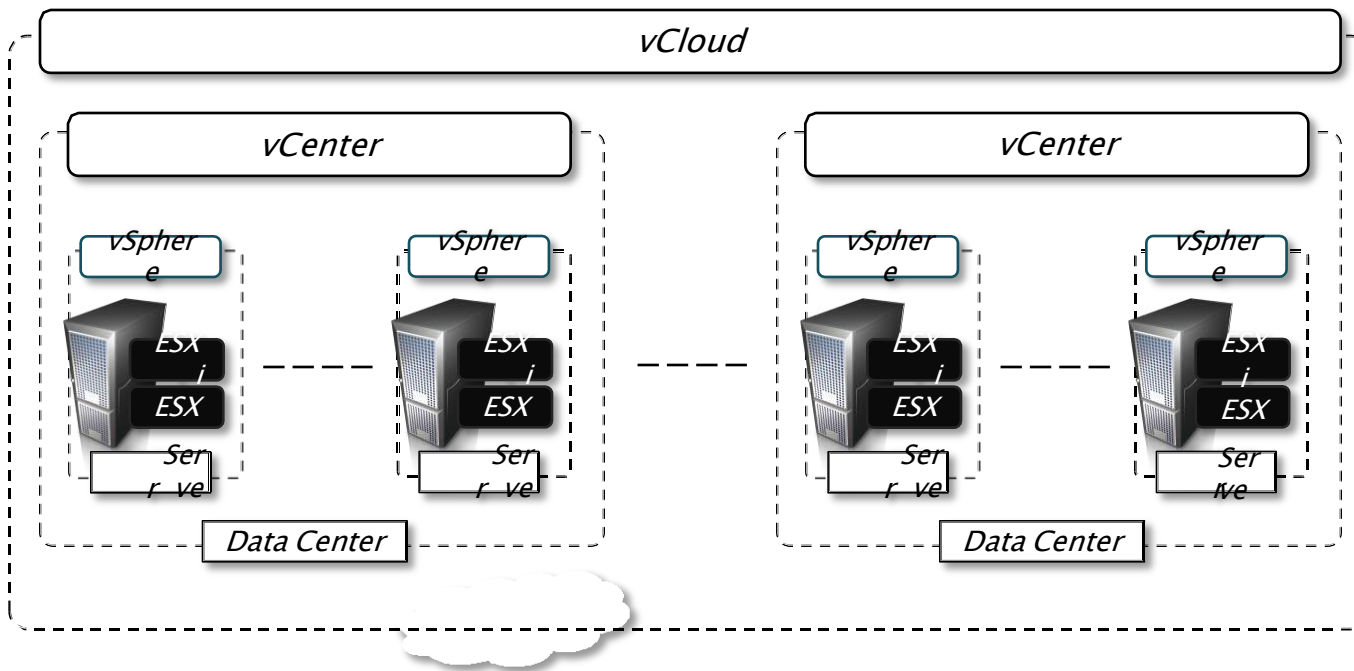 vCloud
vCenter
vCenter
vSpher
e
vSpher
e
vSpher
e
vSpher
e
ESX
i
ESX
i
ESX
i
ESX
i
ESX
ESX
ESX
ESX
Ser
r ve
Ser
r ve
Ser
r ve
Ser
rve
Data Center
Data Center